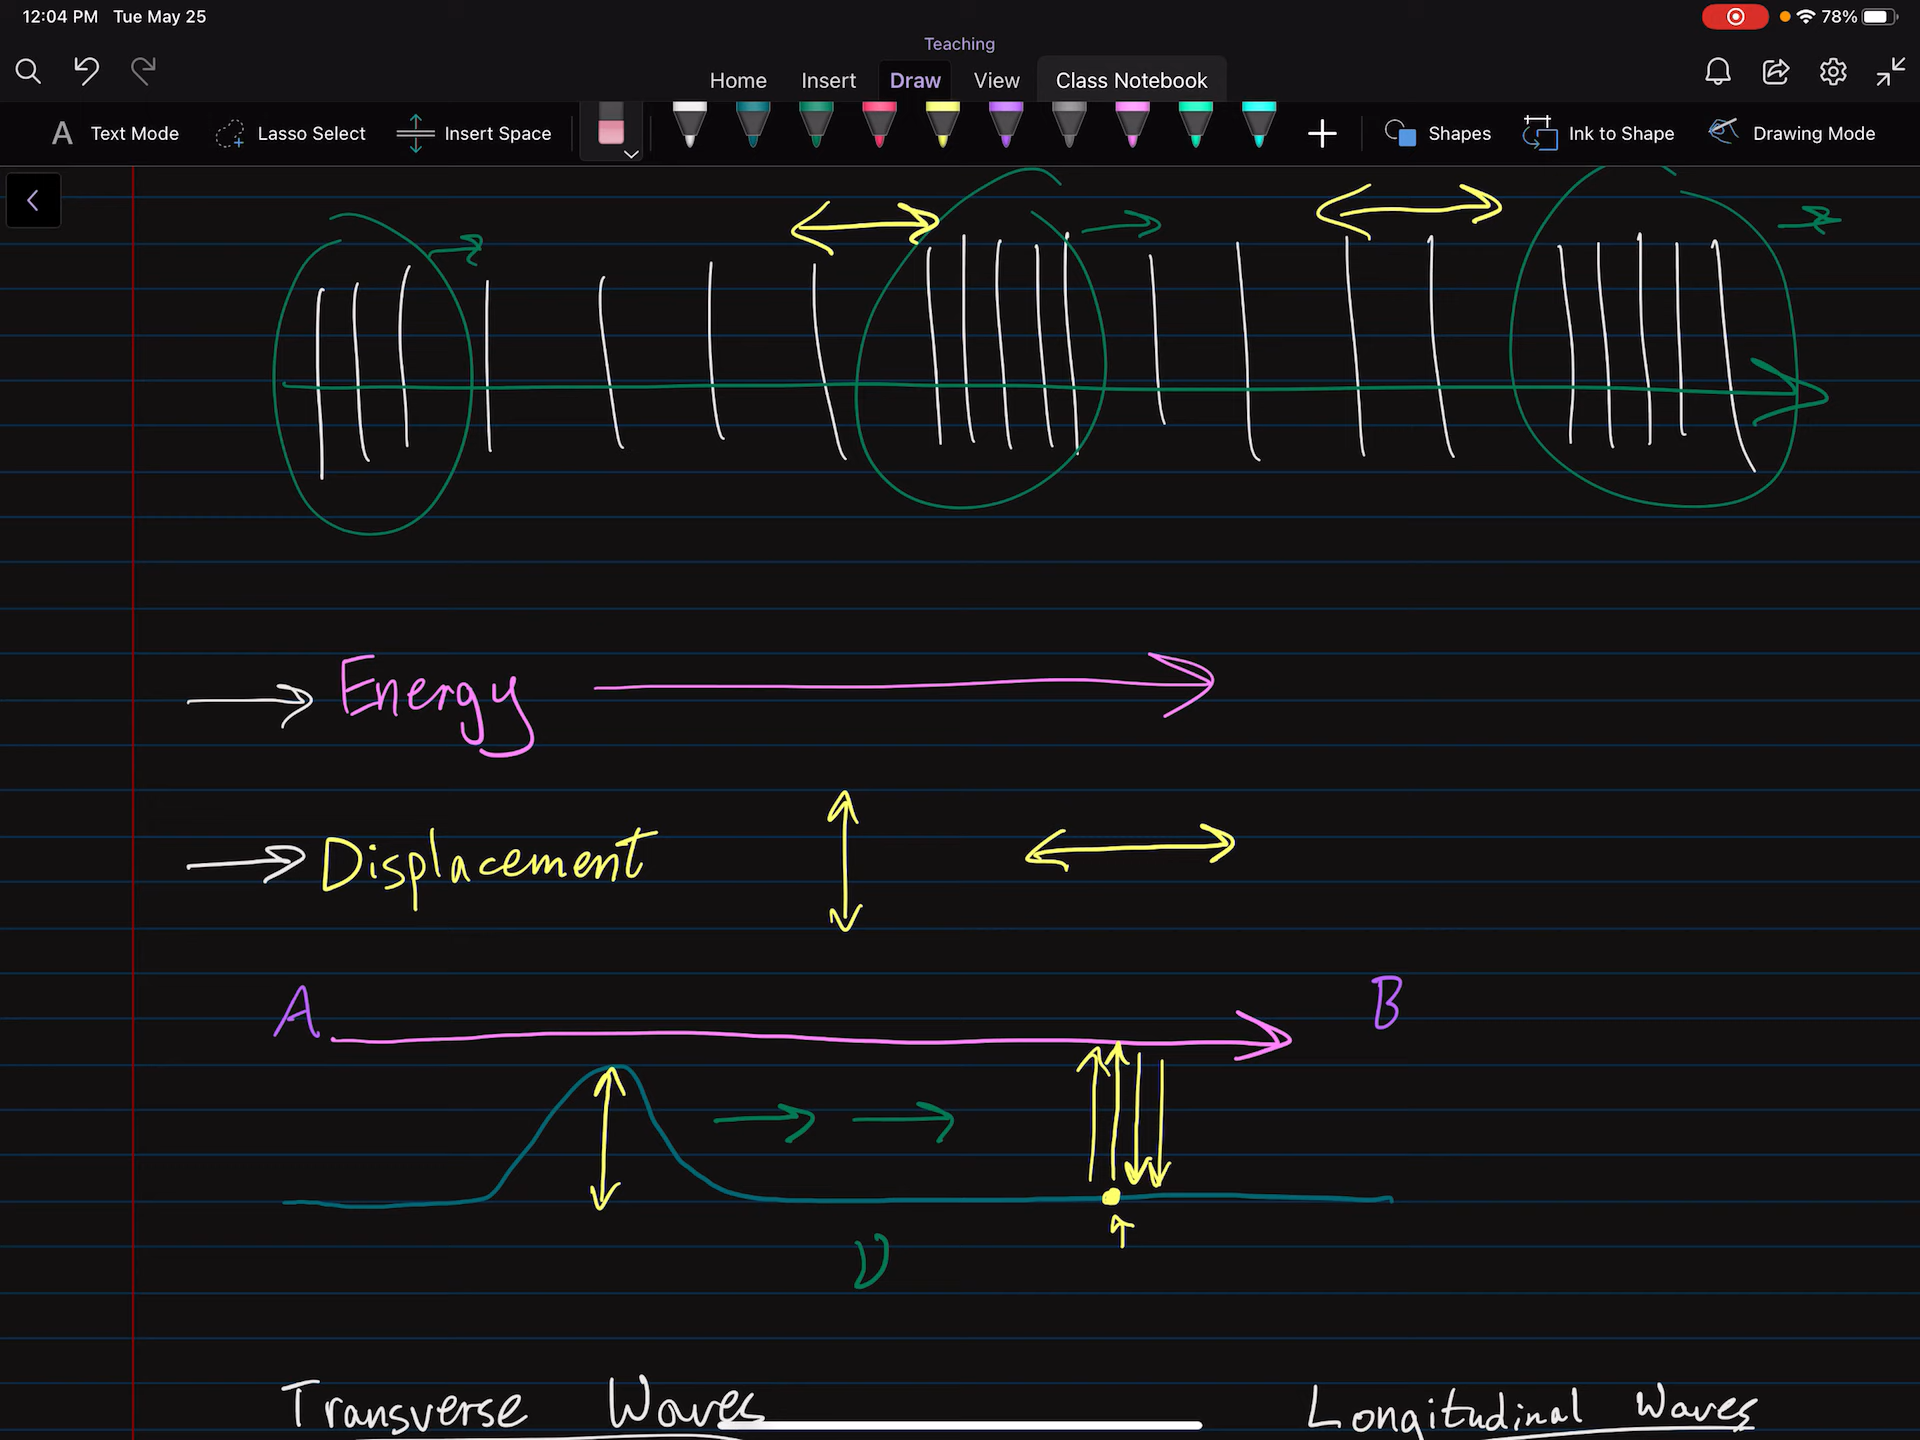 12:04 PM Tue May 25 78%
Teaching
Home Insert Draw View Class Notebook
Text Mode Lasso Select Insert Space Shapes Ink to Shape Drawing Mode
Energy
Displacement
A B
Transverse Waves Longitudinal Waves